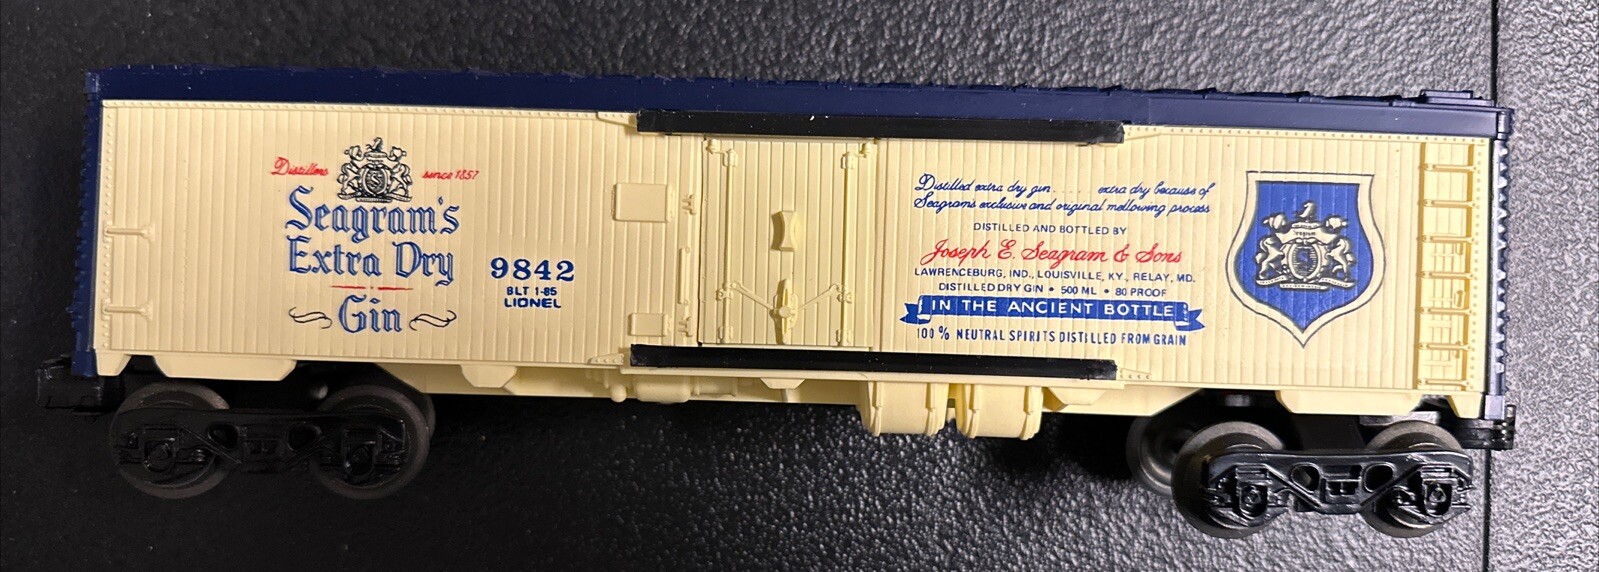 Distillers since 1857
Seagram's
Extra Dry
Gin
9842
BLT 1-85
LIONEL
Distilled extra dry gin ..... extra dry because of
Seagrams exclusive and original mellowing process
DISTILLED AND BOTTLED BY
Joseph E. Seagram & Sons
LAWRENCEBURG, IND., LOUISVILLE, KY., RELAY, MD.
DISTILLED DRY GIN • 500 ML • 80 PROOF
IN THE ANCIENT BOTTLE
100% NEUTRAL SPIRITS DISTILLED FROM GRAIN